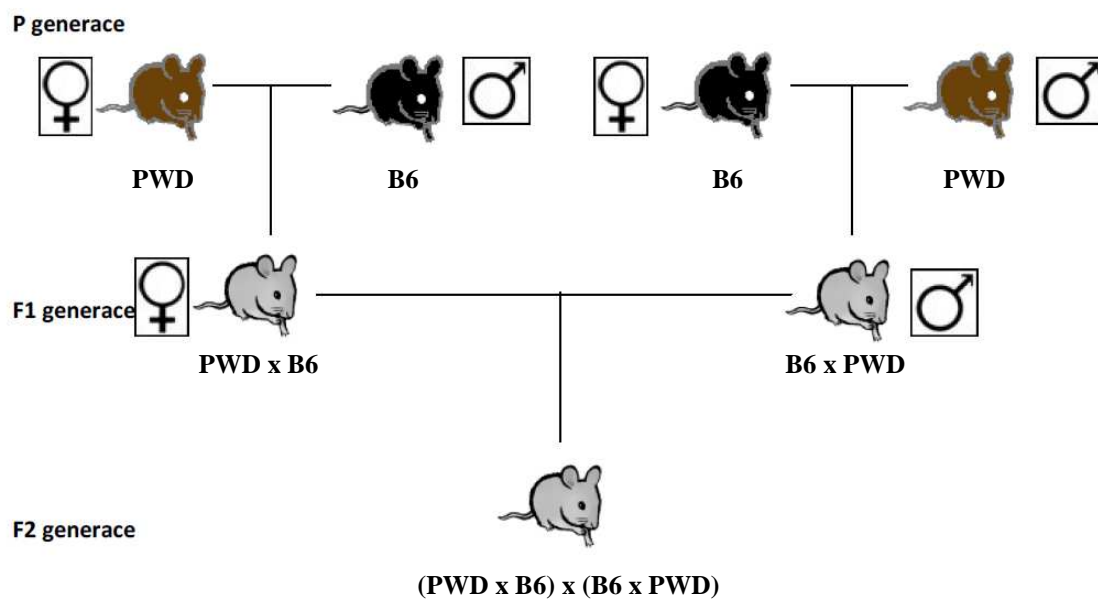 P generace
PWD B6 B6 PWD
F1 generace
PWD x B6 B6 x PWD
F2 generace
(PWD x B6) x (B6 x PWD)